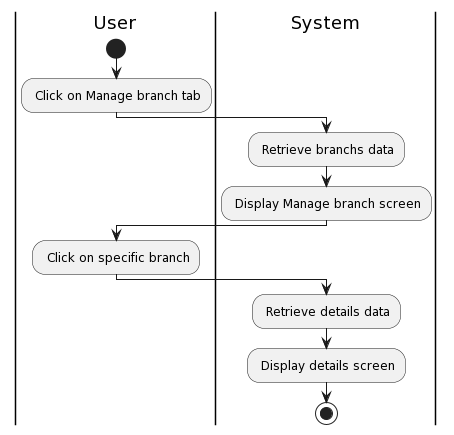 User
System
Click on Manage branch tab
Retrieve branchs data
Display Manage branch screen
Click on specific branch
Retrieve details data
Display details screen